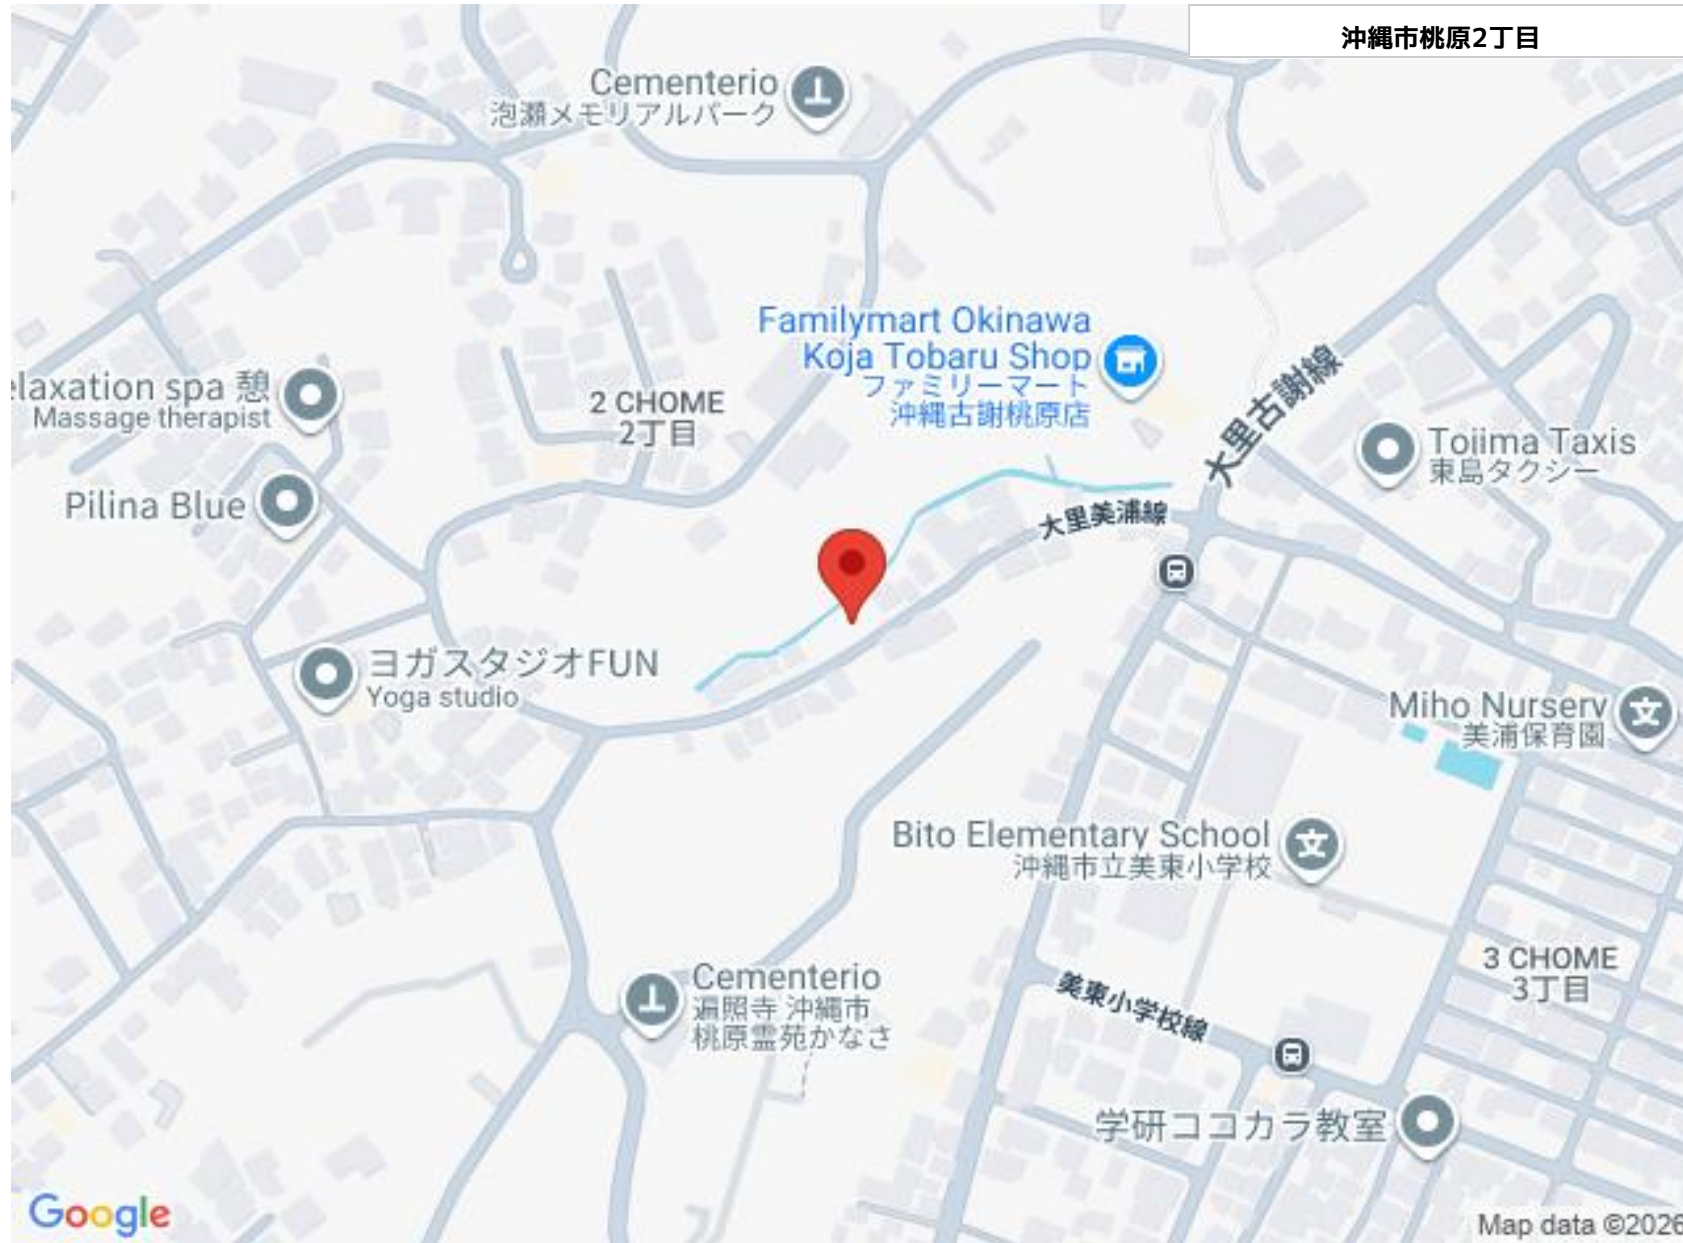 沖縄市桃原2丁目
Cementerio
泡瀬メモリアルパーク
Familymart Okinawa
Koja Tobaru Shop
ファミリーマート
沖縄古謝桃原店
大里古謝線
elaxation spa 憩
Massage therapist
2 CHOME
2丁目
Tojima Taxis
東島タクシー
Pilina Blue
大里美浦線
ヨガスタジオFUN
Yoga studio
Miho Nursery
美浦保育園
Bito Elementary School
沖縄市立美東小学校
3 CHOME
3丁目
Cementerio
遍照寺 沖縄市
桃原霊苑かなさ
美東小学校線
学研ココカラ教室
Google
Map data ©2026